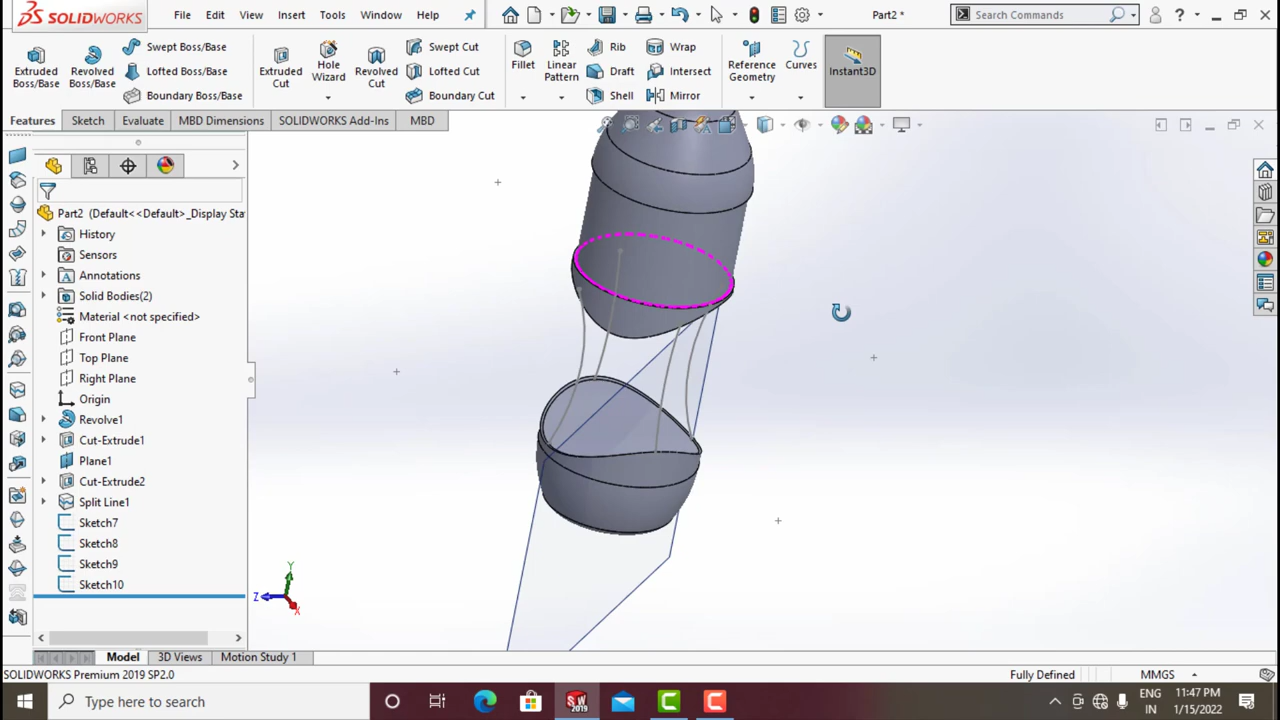 SOLIDWORKS File Edit View Insert Tools Window Help Part2 * Search Commands ?
Extruded Boss/Base
Revolved Boss/Base
Swept Boss/Base
Lofted Boss/Base
Boundary Boss/Base
Extruded Cut
Hole Wizard
Revolved Cut
Swept Cut
Lofted Cut
Boundary Cut
Fillet
Linear Pattern
Rib
Draft
Shell
Wrap
Intersect
Mirror
Reference Geometry
Curves
Instant3D
Features Sketch Evaluate MBD Dimensions SOLIDWORKS Add-Ins MBD
Part2 (Default<<Default>_Display Sta
History
Sensors
Annotations
Solid Bodies(2)
Material <not specified>
Front Plane
Top Plane
Right Plane
Origin
Revolve1
Cut-Extrude1
Plane1
Cut-Extrude2
Split Line1
Sketch7
Sketch8
Sketch9
Sketch10
Y
Z
X
Model 3D Views Motion Study 1
SOLIDWORKS Premium 2019 SP2.0 Fully Defined MMGS
Type here to search
SW
2019
ENG
IN
11:47 PM
1/15/2022